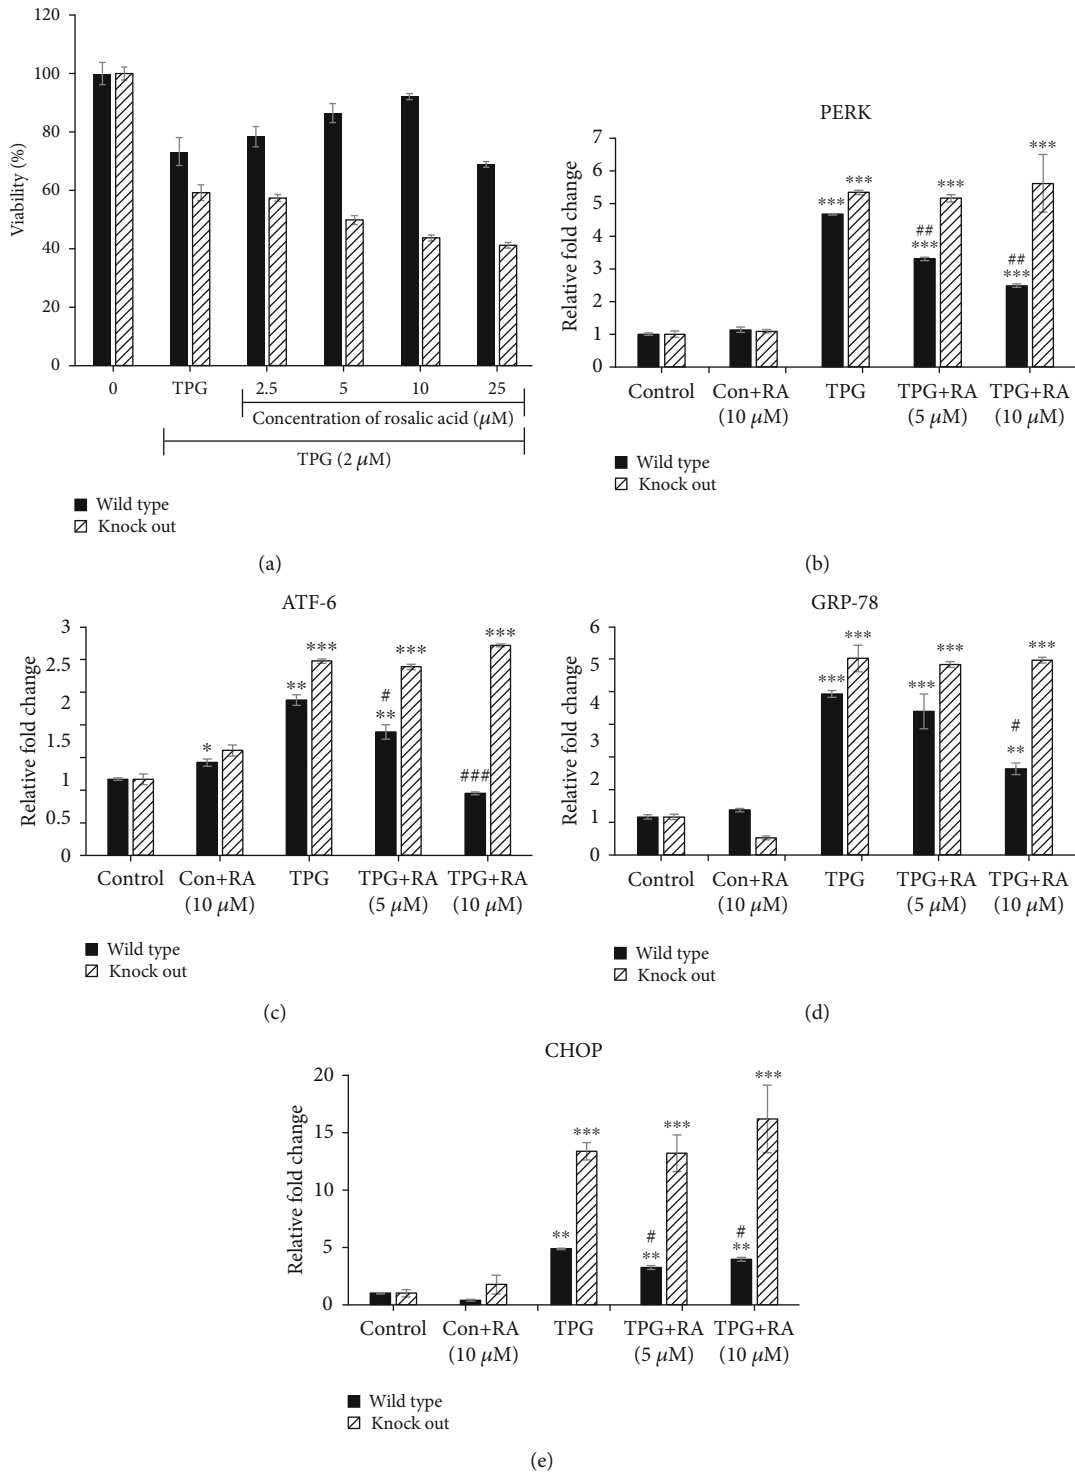 120
100
80
60
40
20
0
Viability (%)
0 TPG 2.5 5 10 25
Concentration of rosalic acid (μM)
TPG (2 μM)
Wild type
Knock out
(a)
PERK
7
6
5
4
3
2
1
0
Relative fold change
*** *** ## *** *** ## *** ***
Control Con+RA TPG TPG+RA TPG+RA
(10 μM) (5 μM) (10 μM)
Wild type
Knock out
(b)
ATF-6
3
2.5
2
1.5
1
0.5
0
Relative fold change
* ** *** # ** *** ### ***
Control Con+RA TPG TPG+RA TPG+RA
(10 μM) (5 μM) (10 μM)
Wild type
Knock out
(c)
GRP-78
6
5
4
3
2
1
0
Relative fold change
*** *** *** *** # ** ***
Control Con+RA TPG TPG+RA TPG+RA
(10 μM) (5 μM) (10 μM)
Wild type
Knock out
(d)
CHOP
20
15
10
5
0
Relative fold change
** *** # ** *** # ** ***
Control Con+RA TPG TPG+RA TPG+RA
(10 μM) (5 μM) (10 μM)
Wild type
Knock out
(e)